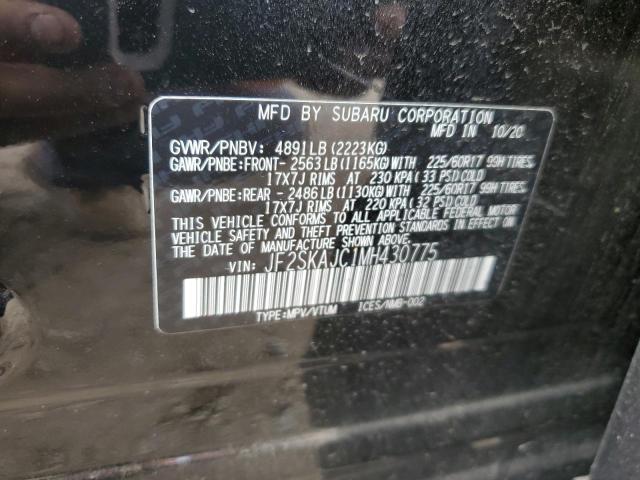 MFD BY SUBARU CORPORATION
MFD IN 10/20
GVWR/PNBV: 4891LB (2223KG)
GAWR/PNBE:FRONT- 2563 LB (1165KG) WITH 225/60R17 99H TIRES,
17X7J RIMS AT 230 KPA (33 PSI) COLD
GAWR/PNBE:REAR - 2486 LB (1130KG) WITH 225/60R17 99H TIRES,
17X7J RIMS AT 220 KPA (32 PSI) COLD
THIS VEHICLE CONFORMS TO ALL APPLICABLE FEDERAL MOTOR
VEHICLE SAFETY AND THEFT PREVENTION STANDARDS IN EFFECT ON
THE DATE OF MANUFACTURE SHOWN ABOVE.
VIN: JF2SKAJC1MH430775
TYPE:MPV/VTUM ICES/NMB-002